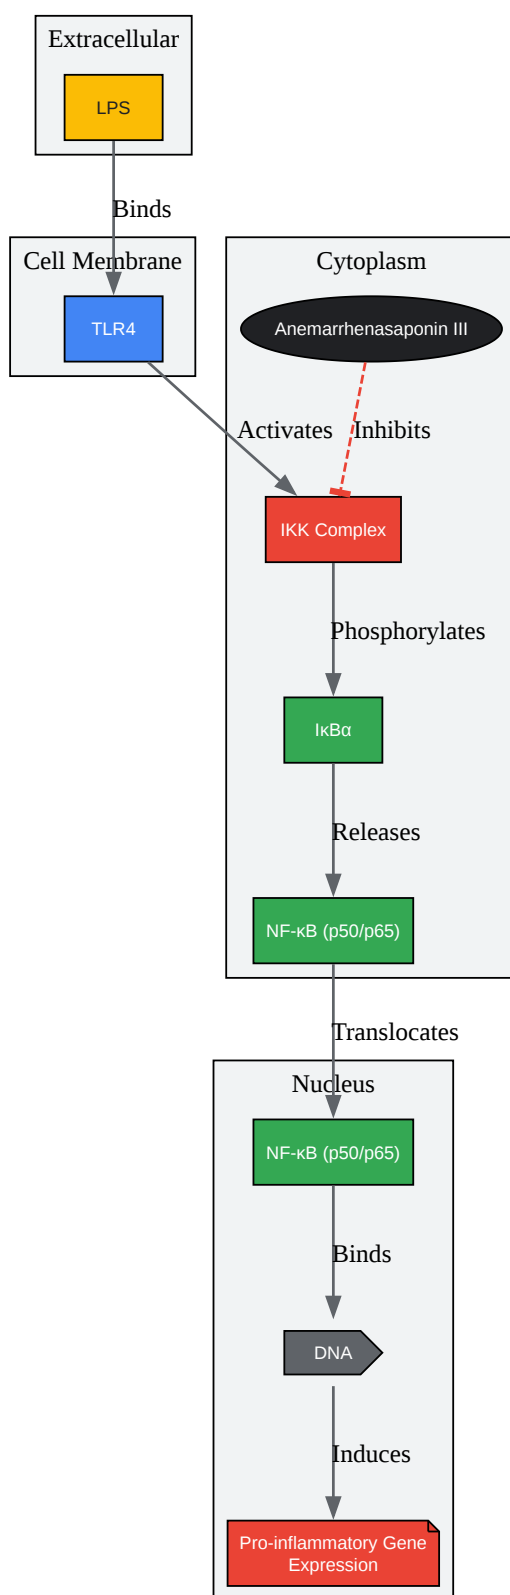 Extracellular
LPS
Binds
Cell Membrane
TLR4
Cytoplasm
Anemarrhenasaponin III
Activates
Inhibits
IKK Complex
Phosphorylates
IκBα
Releases
NF-κB (p50/p65)
Translocates
Nucleus
NF-κB (p50/p65)
Binds
DNA
Induces
Pro-inflammatory Gene
Expression